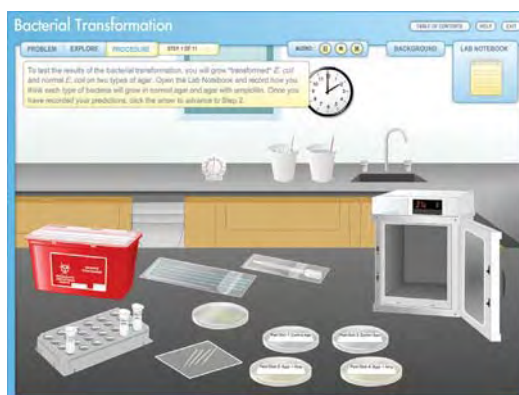 Bacterial Transformation
TABLE OF CONTENTS HELP EXIT
PROBLEM EXPLORE PROCEDURE STEP 1 OF 11 AUDIO: BACKGROUND LAB NOTEBOOK
To test the results of the bacterial transformation, you will grow "transformed" E. coli
and normal E. coli on two types of agar. Open the Lab Notebook and record how you
think each type of bacteria will grow in normal agar and agar with ampicillin. Once you
have recorded your predictions, click the arrow to advance to Step 2.